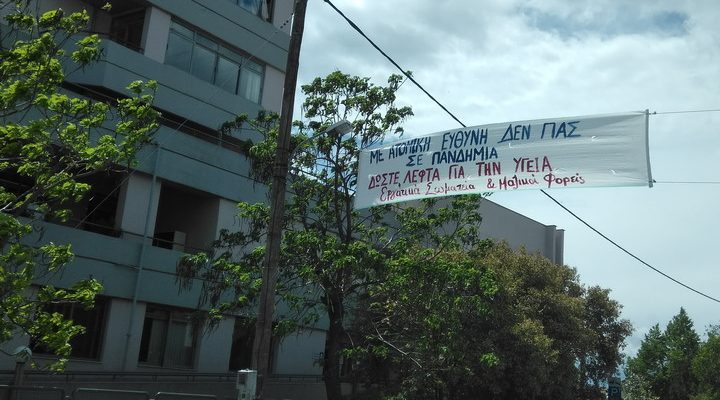 ΜΕ ΑΤΟΜΙΚΗ ΕΥΘΥΝΗ ΔΕΝ ΠΑΣ
ΣΕ ΠΑΝΔΗΜΙΑ
ΔΩΣΤΕ ΛΕΦΤΑ ΓΙΑ ΤΗΝ ΥΓΕΙΑ
Εργατικά Σωματεία & Μαζικοί Φορείς